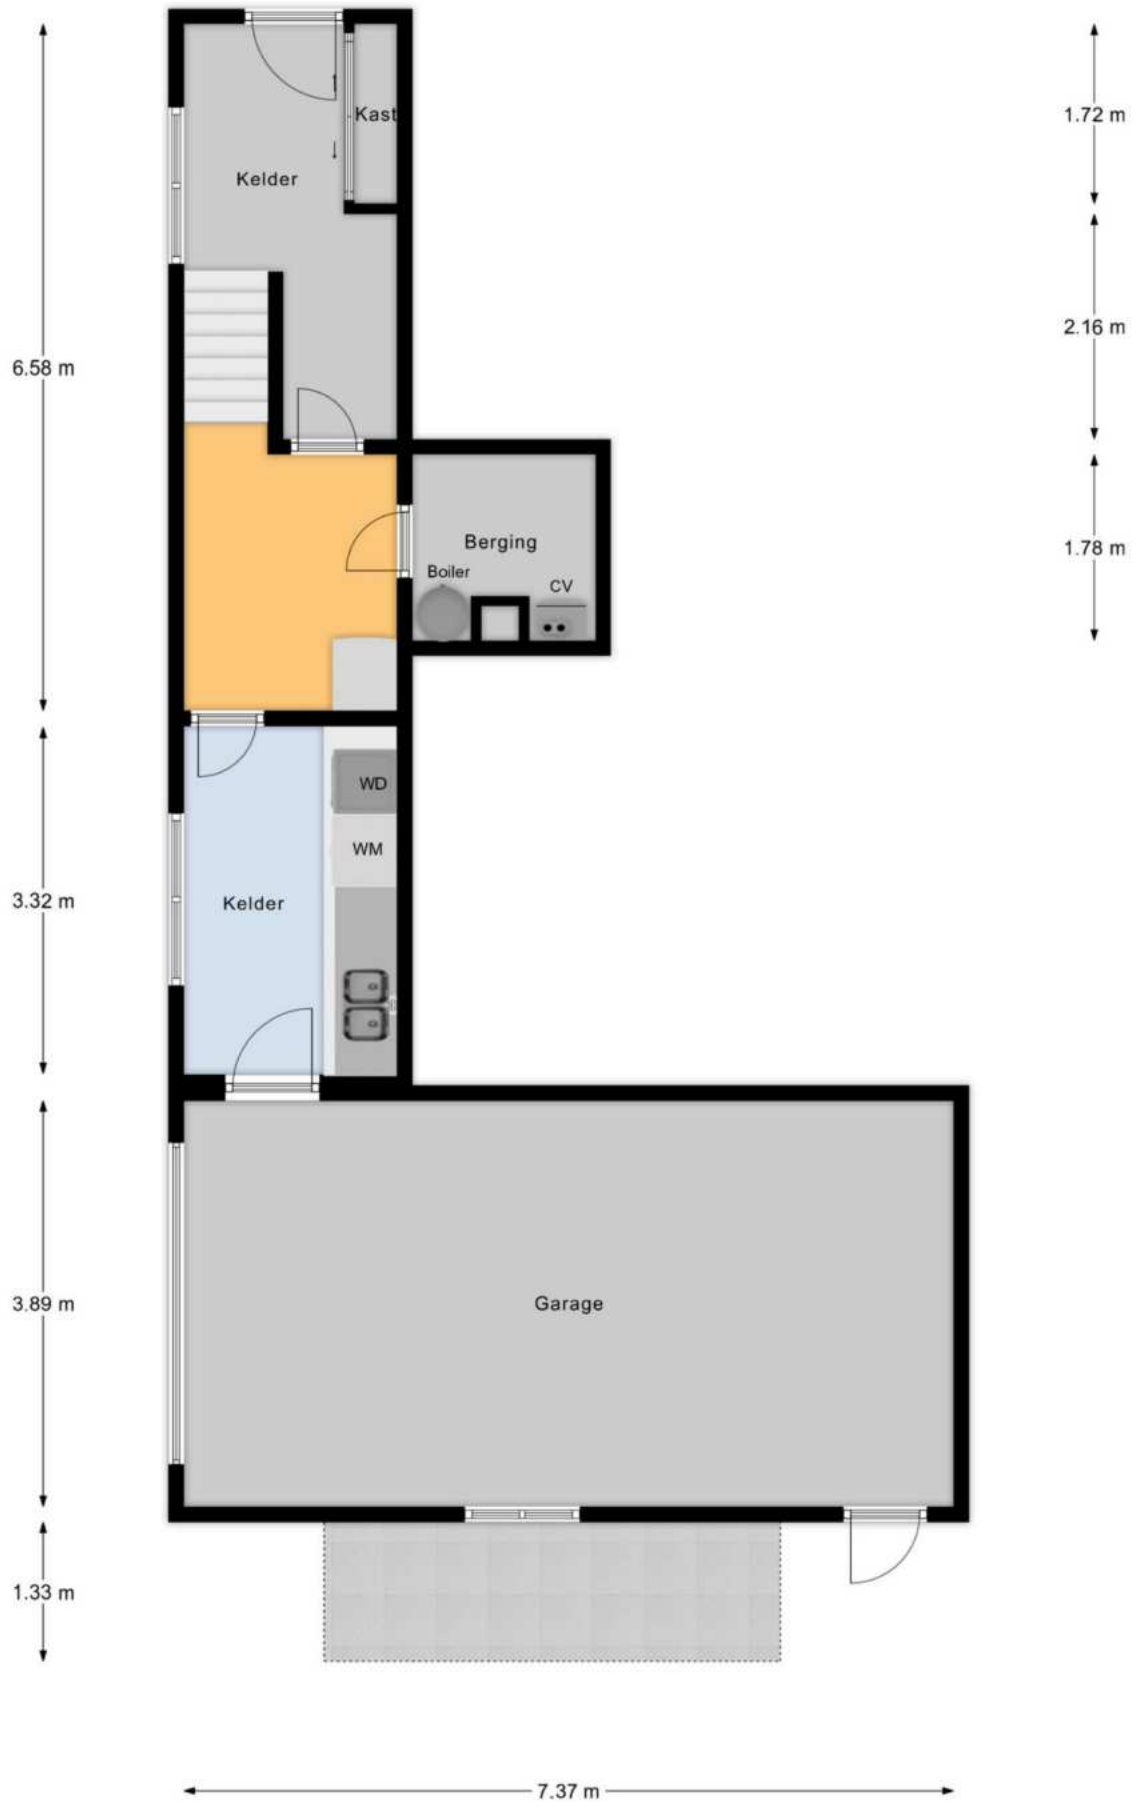 Kast
1.72 m
Kelder
2.16 m
6.58 m
Berging
1.78 m
Boiler
CV
WD
WM
3.32 m
Kelder
3.89 m
Garage
1.33 m
7.37 m